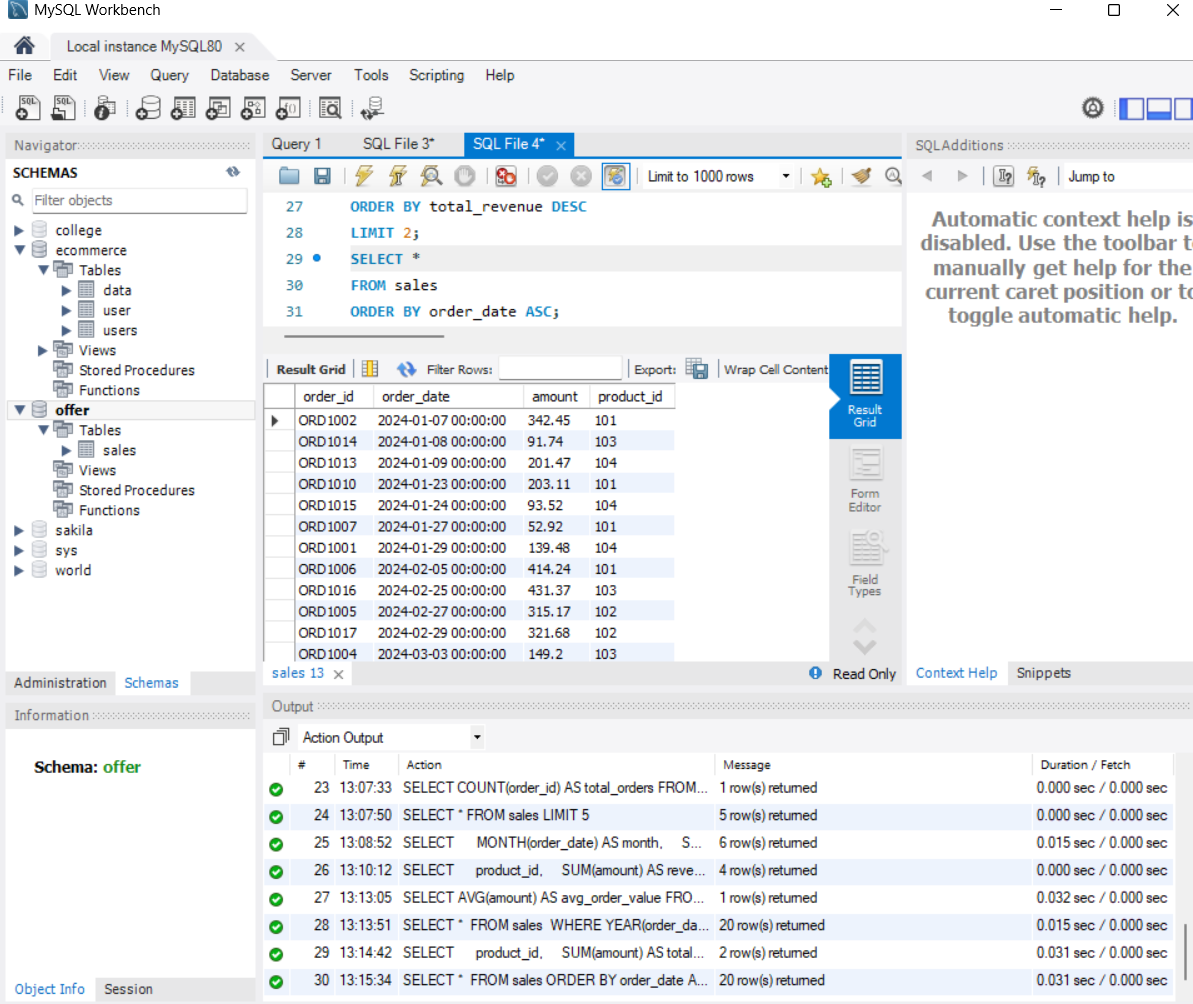 MySQL Workbench
Local instance MySQL80
File Edit View Query Database Server Tools Scripting Help
Navigator
SCHEMAS
Filter objects
college
ecommerce
Tables
data
user
users
Views
Stored Procedures
Functions
offer
Tables
sales
Views
Stored Procedures
Functions
sakila
sys
world
Administration Schemas
Information
Schema: offer
Object Info Session
Query 1 SQL File 3* SQL File 4*
Limit to 1000 rows
27 ORDER BY total_revenue DESC
28 LIMIT 2;
29 SELECT *
30 FROM sales
31 ORDER BY order_date ASC;
Result Grid Filter Rows: Export: Wrap Cell Content
order_id order_date amount product_id
ORD1002 2024-01-07 00:00:00 342.45 101
ORD1014 2024-01-08 00:00:00 91.74 103
ORD1013 2024-01-09 00:00:00 201.47 104
ORD1010 2024-01-23 00:00:00 203.11 101
ORD1015 2024-01-24 00:00:00 93.52 104
ORD1007 2024-01-27 00:00:00 52.92 101
ORD1001 2024-01-29 00:00:00 139.48 104
ORD1006 2024-02-05 00:00:00 414.24 101
ORD1016 2024-02-25 00:00:00 431.37 103
ORD1005 2024-02-27 00:00:00 315.17 102
ORD1017 2024-02-29 00:00:00 321.68 102
ORD1004 2024-03-03 00:00:00 149.2 103
Result
Grid
Form
Editor
Field
Types
sales 13
Read Only
SQLAdditions
Jump to
Automatic context help is
disabled. Use the toolbar to
manually get help for the
current caret position or to
toggle automatic help.
Context Help Snippets
Output
Action Output
# Time Action Message Duration / Fetch
23 13:07:33 SELECT COUNT(order_id) AS total_orders FROM... 1 row(s) returned 0.000 sec / 0.000 sec
24 13:07:50 SELECT * FROM sales LIMIT 5 5 row(s) returned 0.000 sec / 0.000 sec
25 13:08:52 SELECT MONTH(order_date) AS month, S... 6 row(s) returned 0.015 sec / 0.000 sec
26 13:10:12 SELECT product_id, SUM(amount) AS reve... 4 row(s) returned 0.000 sec / 0.000 sec
27 13:13:05 SELECT AVG(amount) AS avg_order_value FRO... 1 row(s) returned 0.032 sec / 0.000 sec
28 13:13:51 SELECT * FROM sales WHERE YEAR(order_da... 20 row(s) returned 0.015 sec / 0.000 sec
29 13:14:42 SELECT product_id, SUM(amount) AS total... 2 row(s) returned 0.031 sec / 0.000 sec
30 13:15:34 SELECT * FROM sales ORDER BY order_date A... 20 row(s) returned 0.031 sec / 0.000 sec